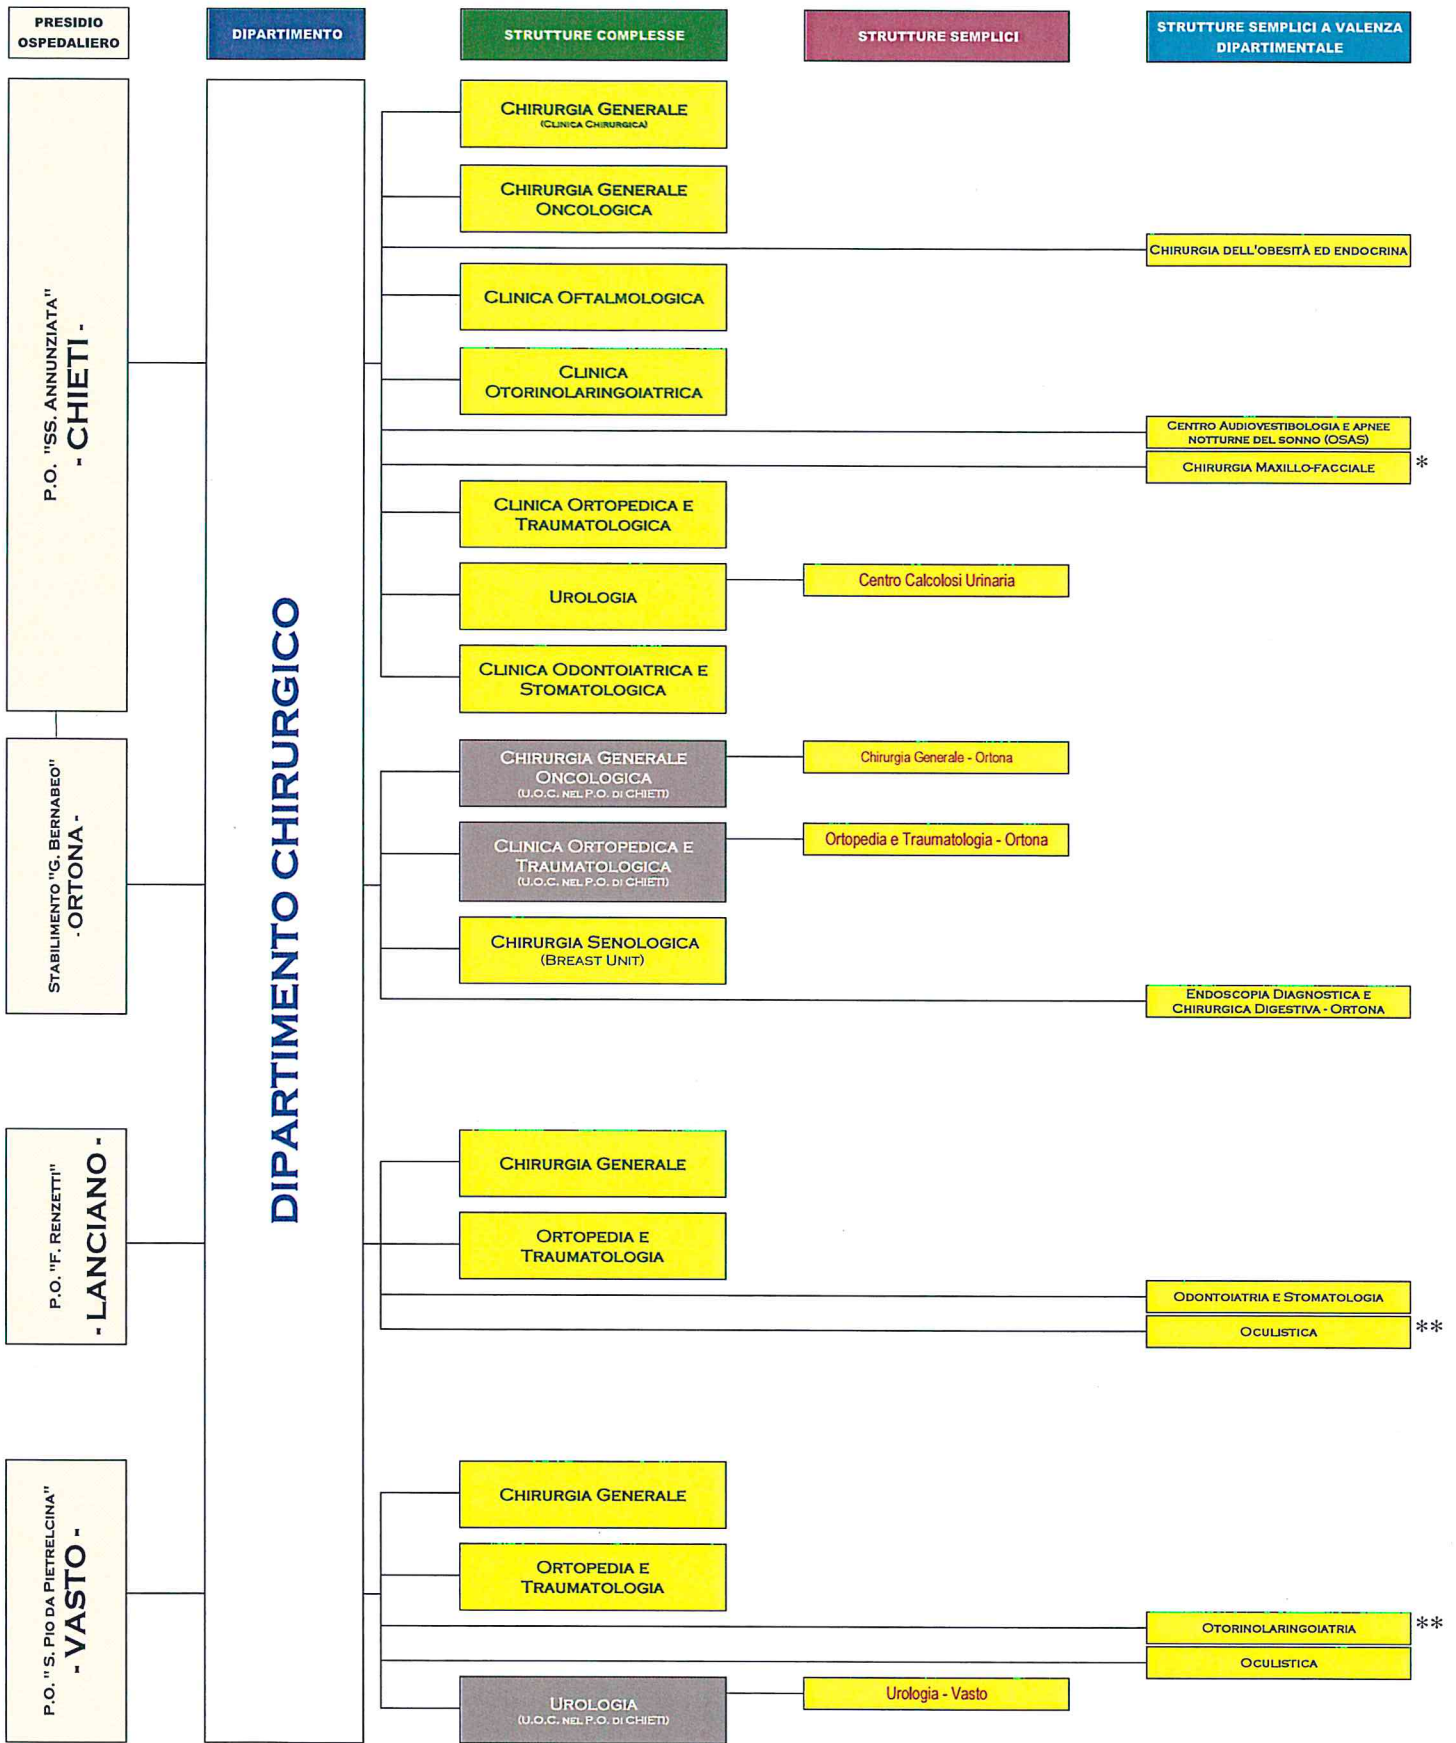 PRESIDIO
OSPEDALIERO
DIPARTIMENTO
STRUTTURE COMPLESSE
STRUTTURE SEMPLICI
STRUTTURE SEMPLICI A VALENZA
DIPARTIMENTALE
P.O. "SS. ANNUNZIATA"
- CHIETI -
DIPARTIMENTO CHIRURGICO
CHIRURGIA GENERALE
(CLINICA CHIRURGICA)
CHIRURGIA GENERALE
ONCOLOGICA
CHIRURGIA DELL'OBESITÀ ED ENDOCRINA
CLINICA OFTALMOLOGICA
CLINICA
OTORINOLARINGOIATRICA
CENTRO AUDIOVESTIBOLOGIA E APNEE
NOTTURNE DEL SONNO (OSAS)
CHIRURGIA MAXILLO-FACCIALE *
CLINICA ORTOPEDICA E
TRAUMATOLOGICA
UROLOGIA
Centro Calcolosi Urinaria
CLINICA ODONTOIATRICA E
STOMATOLOGICA
STABILIMENTO "G. BERNABEO"
- ORTONA -
CHIRURGIA GENERALE
ONCOLOGICA
(U.O.C. NEL P.O. DI CHIETI)
Chirurgia Generale - Ortona
CLINICA ORTOPEDICA E
TRAUMATOLOGICA
(U.O.C. NEL P.O. DI CHIETI)
Ortopedia e Traumatologia - Ortona
CHIRURGIA SENOLOGICA
(BREAST UNIT)
ENDOSCOPIA DIAGNOSTICA E
CHIRURGICA DIGESTIVA - ORTONA
P.O. "F. RENZETTI"
- LANCIANO -
CHIRURGIA GENERALE
ORTOPEDIA E
TRAUMATOLOGIA
ODONTOIATRIA E STOMATOLOGIA
OCULISTICA **
P.O. " S. PIO DA PIETRELCINA"
- VASTO -
CHIRURGIA GENERALE
ORTOPEDIA E
TRAUMATOLOGIA
OTORINOLARINGOIATRIA **
OCULISTICA
UROLOGIA
(U.O.C. NEL P.O. DI CHIETI)
Urologia - Vasto